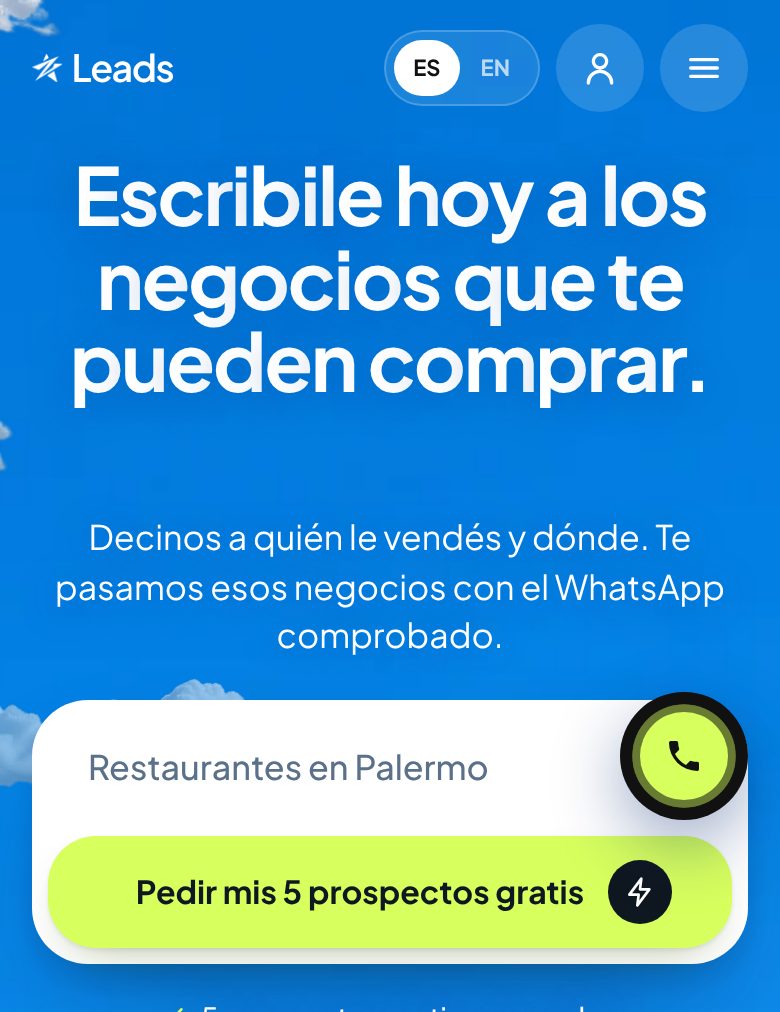 Leads
ES EN
Escribile hoy a los
negocios que te
pueden comprar.
Decinos a quién le vendés y dónde. Te
pasamos esos negocios con el WhatsApp
comprobado.
Restaurantes en Palermo
Pedir mis 5 prospectos gratis